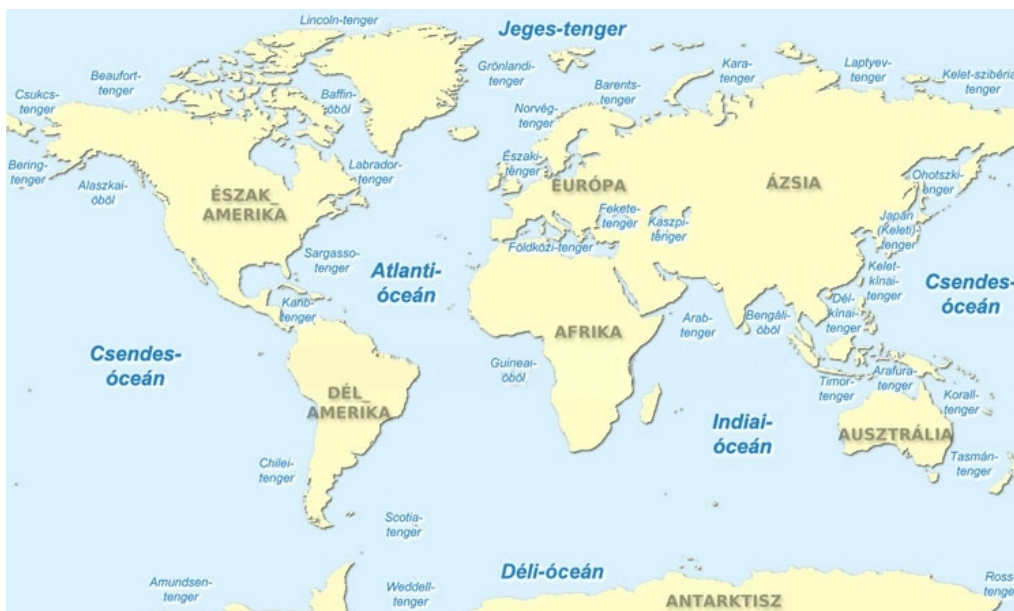 Lincoln-tenger
Jeges-tenger
Beaufort-
tenger
Grönlandi-
tenger
Kara-
tenger
Laptyev-
tenger
Kelet-szibéria
Csukcs-
tenger
Baffin-
öböl
Barents-
tenger
Norvég-
tenger
Bering-
tenger
Alaszkai-
öböl
Labrador-
tenger
Északi-
tenger
ÉSZAK_
AMERIKA
EURÓPA
ÁZSIA
Ohotszki-
tenger
Fekete-
tenger
Kaszpi-
tenger
Japán
(Keleti)-
tenger
Földközi-tenger
Sargasso-
tenger
Atlanti-
óceán
Kelet-
kínai-
tenger
Csendes-
óceán
Karib-
tenger
Arab-
tenger
Bengáli-
öböl
Dél-
kínai-
tenger
AFRIKA
Csendes-
óceán
Guineai-
öböl
Timor-
tenger
Arafura-
tenger
Korall-
tenger
DÉL_
AMERIKA
Indiai-
óceán
AUSZTRÁLIA
Chilei-
tenger
Tasmán-
tenger
Scotia-
tenger
Déli-óceán
Amundsen-
tenger
Weddell-
tenger
Ross-
tenge
ANTARKTISZ